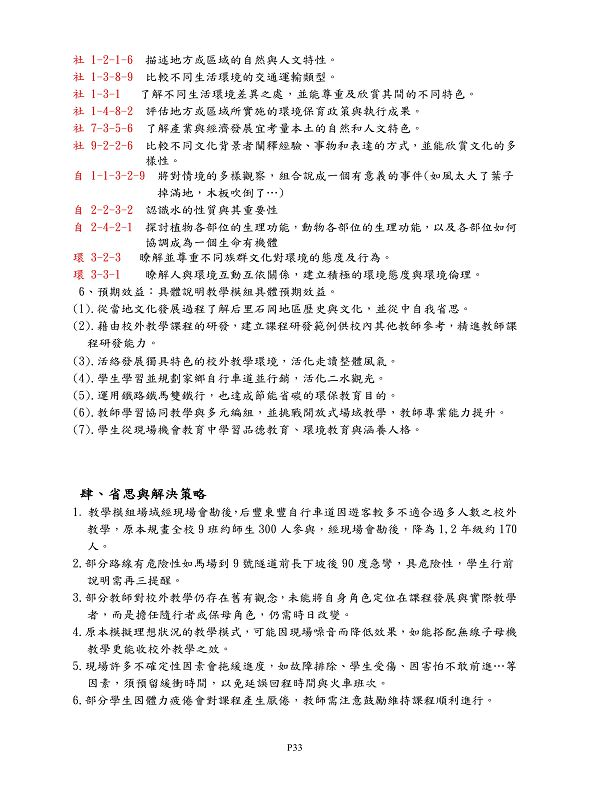 社 1-2-1-6 描述地方或區域的自然與人文特性。
社 1-3-8-9 比較不同生活環境的交通運輸類型。
社 1-3-1 了解不同生活環境差異之處，並能尊重及欣賞其間的不同特色。
社 1-4-8-2 評估地方或區域所實施的環境保育政策與執行成果。
社 7-3-5-6 了解產業與經濟發展宜考量本土的自然和人文特色。
社 9-2-2-6 比較不同文化背景者闡釋經驗、事物和表達的方式，並能欣賞文化的多
樣性。
自 1-1-3-2-9 將對情境的多樣觀察，組合說成一個有意義的事件(如風太大了葉子
掉滿地，木板吹倒了…)
自 2-2-3-2 認識水的性質與其重要性
自 2-4-2-1 探討植物各部位的生理功能，動物各部位的生理功能，以及各部位如何
協調成為一個生命有機體
環 3-2-3 瞭解並尊重不同族群文化對環境的態度及行為。
環 3-3-1 瞭解人與環境互動互依關係，建立積極的環境態度與環境倫理。
6、預期效益：具體說明教學模組具體預期效益。
(1).從當地文化發展過程了解后里石岡地區歷史與文化，並從中自我省思。
(2).藉由校外教學課程的研發，建立課程研發範例供校內其他教師參考，精進教師課
程研發能力。
(3).活絡發展獨具特色的校外教學環境，活化走讀整體風氣。
(4).學生學習並規劃家鄉自行車道並行銷，活化二水觀光。
(5).運用鐵路鐵馬雙鐵行，也達成節能省碳的環保教育目的。
(6).教師學習協同教學與多元編組，並挑戰開放式場域教學，教師專業能力提升。
(7).學生從現場機會教育中學習品德教育、環境教育與涵養人格。
肆、省思與解決策略
1. 教學模組場域經現場會勘後，后豐東豐自行車道因遊客較多不適合過多人數之校外
教學，原本規畫全校 9 班約師生 300 人參與，經現場會勘後，降為 1,2 年級約 170
人。
2.部分路線有危險性如馬場到 9 號隧道前長下坡後 90 度急彎，具危險性，學生行前
說明需再三提醒。
3.部分教師對校外教學仍存在舊有觀念，未能將自身角色定位在課程發展與實際教學
者，而是擔任隨行者或保母角色，仍需時日改變。
4.原本模擬理想狀況的教學模式，可能因現場噪音而降低效果，如能搭配無線子母機
教學更能收校外教學之效。
5.現場許多不確定性因素會拖緩進度，如故障排除、學生受傷、因害怕不敢前進…等
因素，須預留緩衝時間，以免延誤回程時間與火車班次。
6.部分學生因體力疲倦會對課程產生厭倦，教師需注意鼓勵維持課程順利進行。
P33